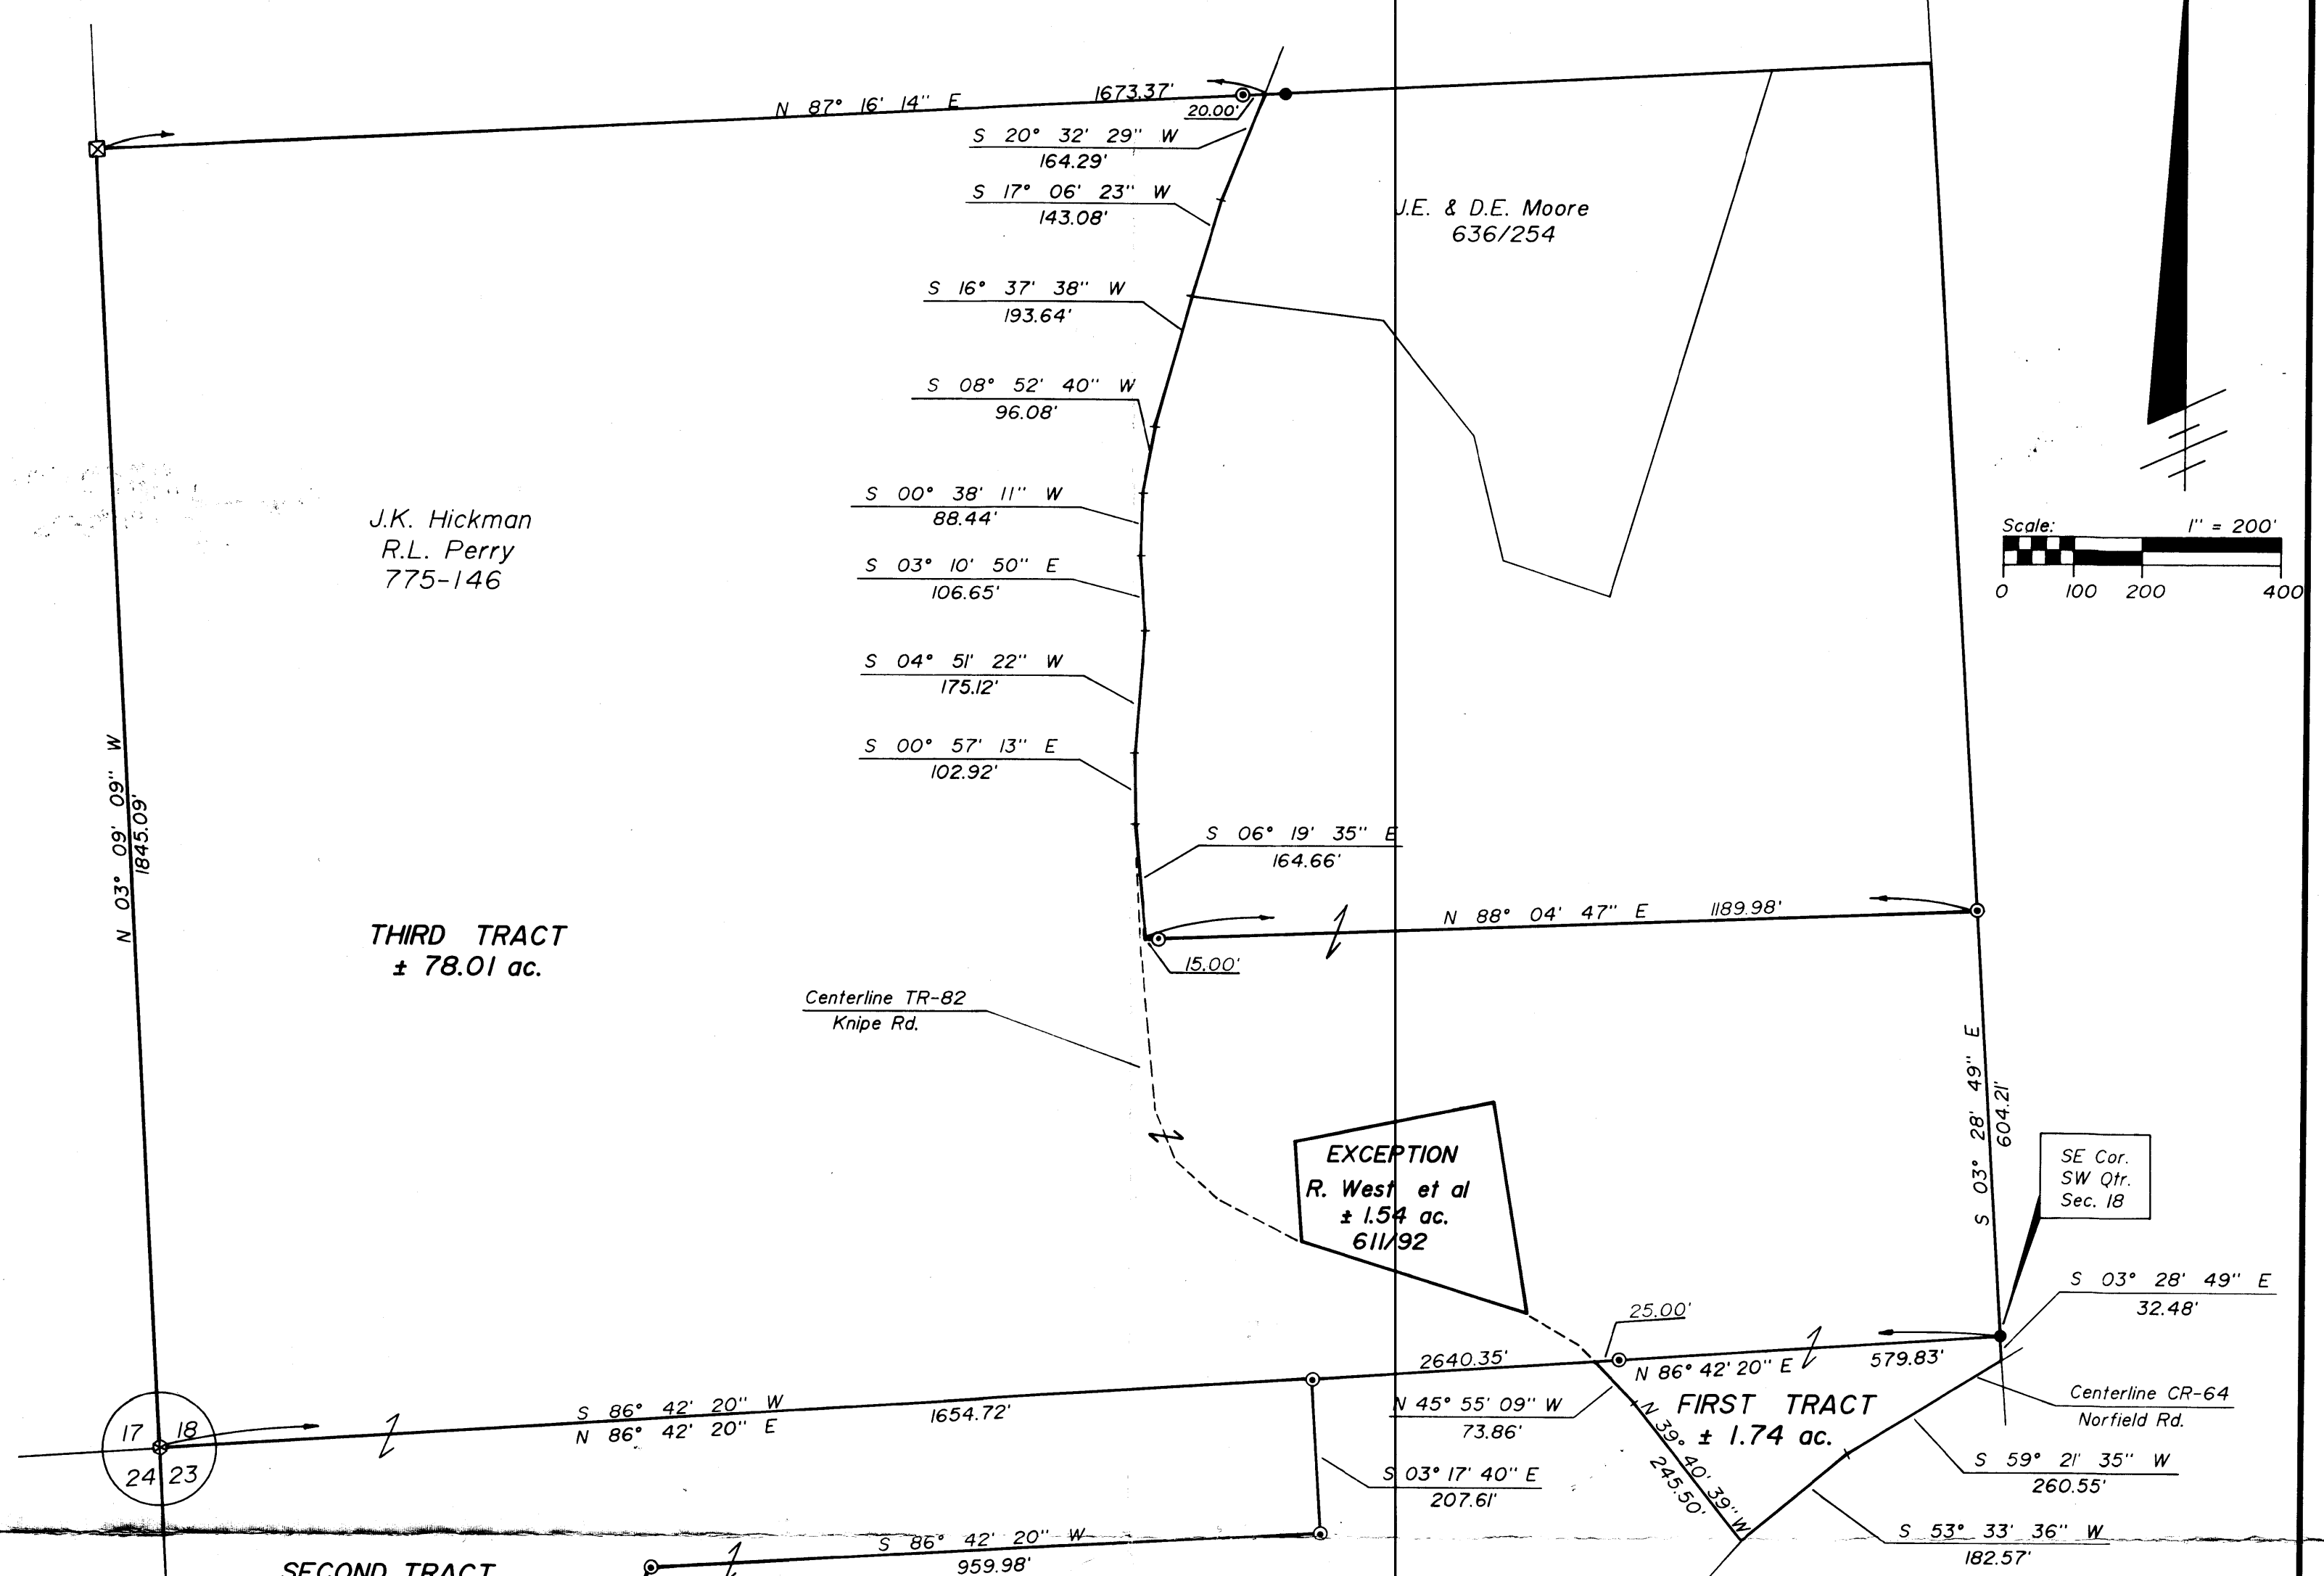 N 87° 16' 14" E
1673.37'
20.00'
S 20° 32' 29" W
164.29'
S 17° 06' 23" W
143.08'
J.E. & D.E. Moore
636/254
S 16° 37' 38" W
193.64'
S 08° 52' 40" W
96.08'
S 00° 38' 11" W
88.44'
J.K. Hickman
R.L. Perry
775-146
Scale: 1" = 200'
0 100 200 400
S 03° 10' 50" E
106.65'
S 04° 51' 22" W
175.12'
S 00° 57' 13" E
102.92'
N 03° 09' 09" W
1845.09'
S 06° 19' 35" E
164.66'
N 88° 04' 47" E 1189.98'
15.00'
THIRD TRACT
± 78.01 ac.
Centerline TR-82
Knipe Rd.
S 03° 28' 49" E
604.21'
EXCEPTION
R. West et al
± 1.54 ac.
611/92
SE Cor.
SW Qtr.
Sec. 18
S 03° 28' 49" E
32.48'
25.00'
2640.35'
N 86° 42' 20" E
579.83'
S 86° 42' 20" W
N 86° 42' 20" E
1654.72'
N 45° 55' 09" W
73.86'
FIRST TRACT
± 1.74 ac.
Centerline CR-64
Norfield Rd.
N 39° 40' 39" W
245.50'
17 18
24 23
S 03° 17' 40" E
207.61'
S 59° 21' 35" W
260.55'
S 53° 33' 36" W
182.57'
S 86° 42' 20" W
959.98'
SECOND TRACT